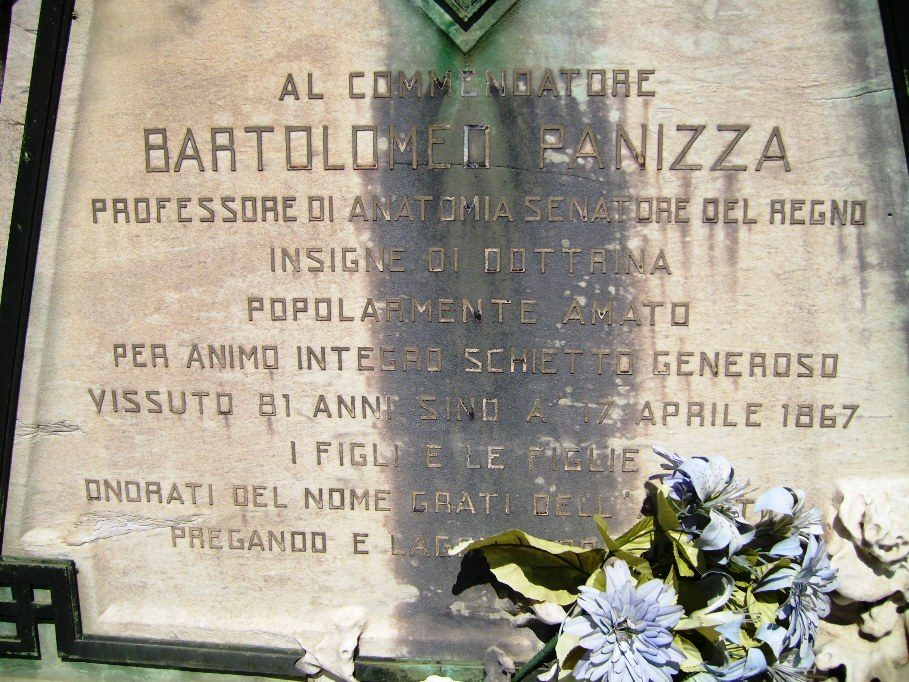 AL COMMENDATORE
BARTOLOMEO PANIZZA
PROFESSORE DI ANATOMIA SENATORE DEL REGNO
INSIGNE DI DOTTRINA
POPOLARMENTE AMATO
PER ANIMO INTEGRO SCHIETTO GENEROSO
VISSUTO 81 ANNI SINO A 17 APRILE 1867
I FIGLI E LE FIGLIE
ONORATI DEL NOME GRATI DELL'
PREGANDO E